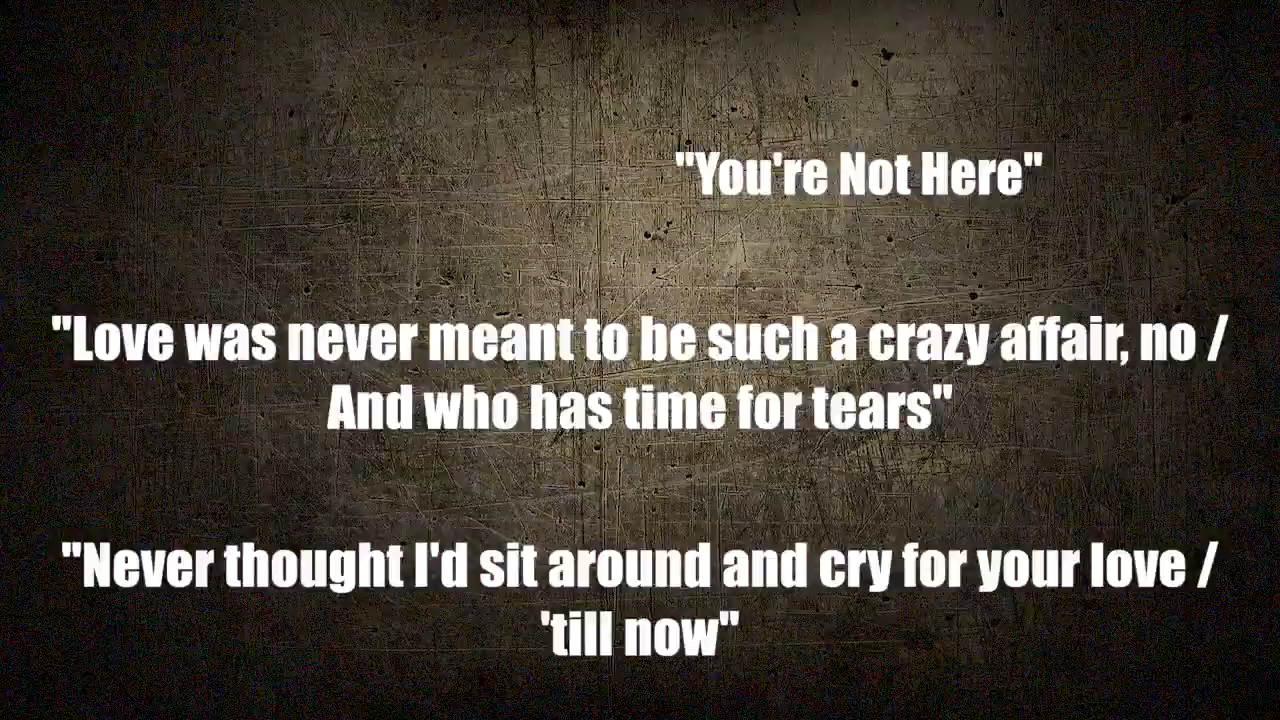 "You're Not Here"
"Love was never meant to be such a crazy affair, no /
And who has time for tears"
"Never thought I'd sit around and cry for your love /
'till now"